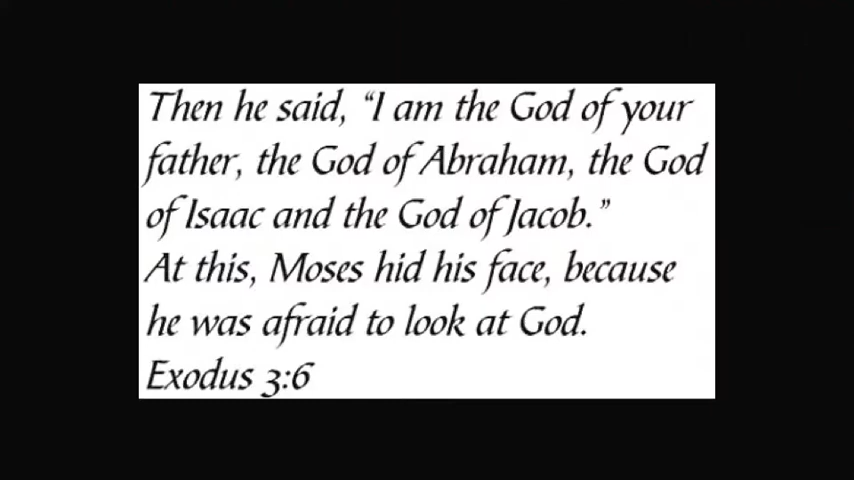 Then he said, “I am the God of your
father, the God of Abraham, the God
of Isaac and the God of Jacob.”
At this, Moses hid his face, because
he was afraid to look at God.
Exodus 3:6